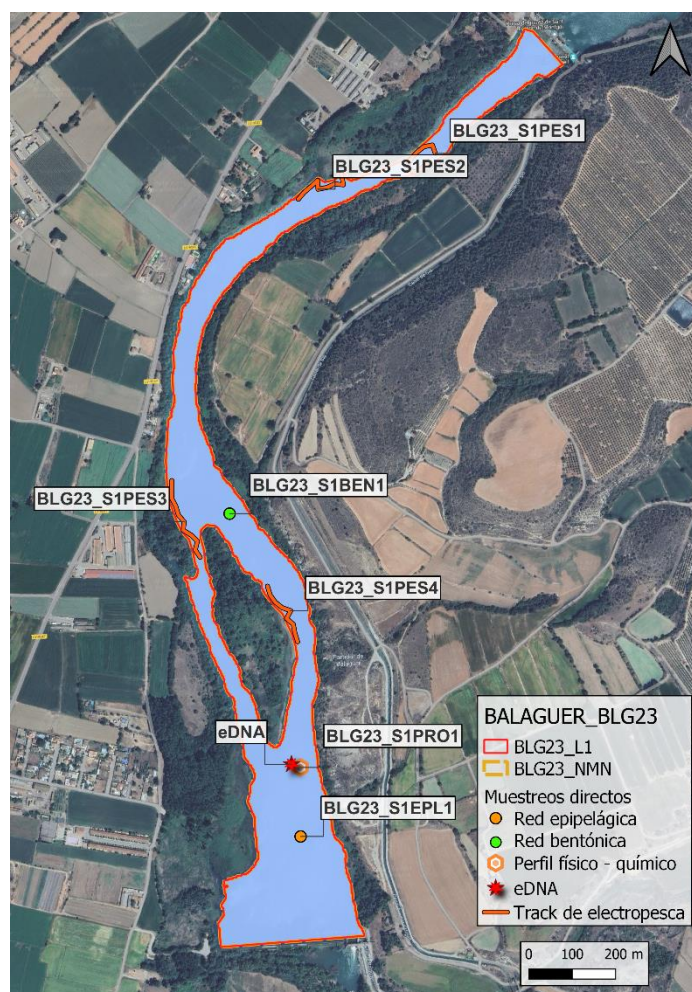 BLG23_S1PES1
BLG23_S1PES2
BLG23_S1PES3
BLG23_S1BEN1
BLG23_S1PES4
eDNA
BLG23_S1PRO1
BLG23_S1EPL1
BALAGUER_BLG23
BLG23_L1
BLG23_NMN
Muestreos directos
Red epipelágica
Red bentónica
Perfil físico - químico
eDNA
Track de electropesca
0 100 200 m